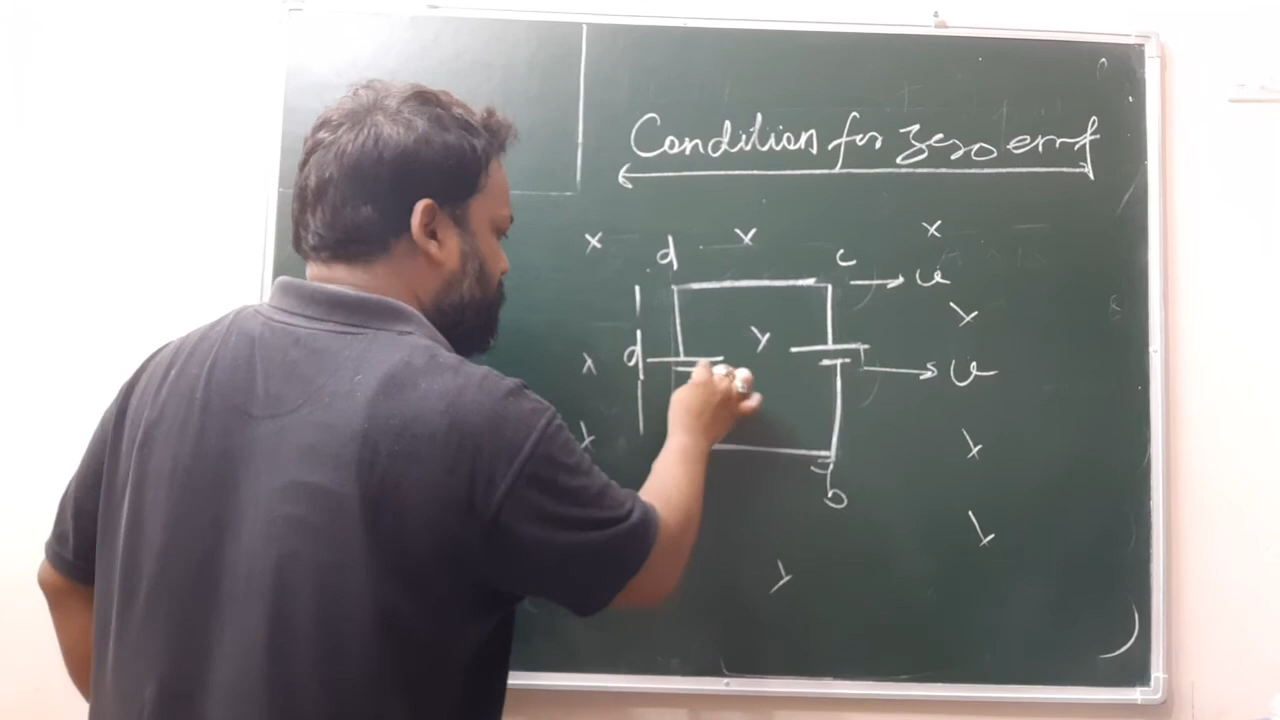 Condition for zero emf
x x x
d c
v
x
x
x d v
x x
b
x
x